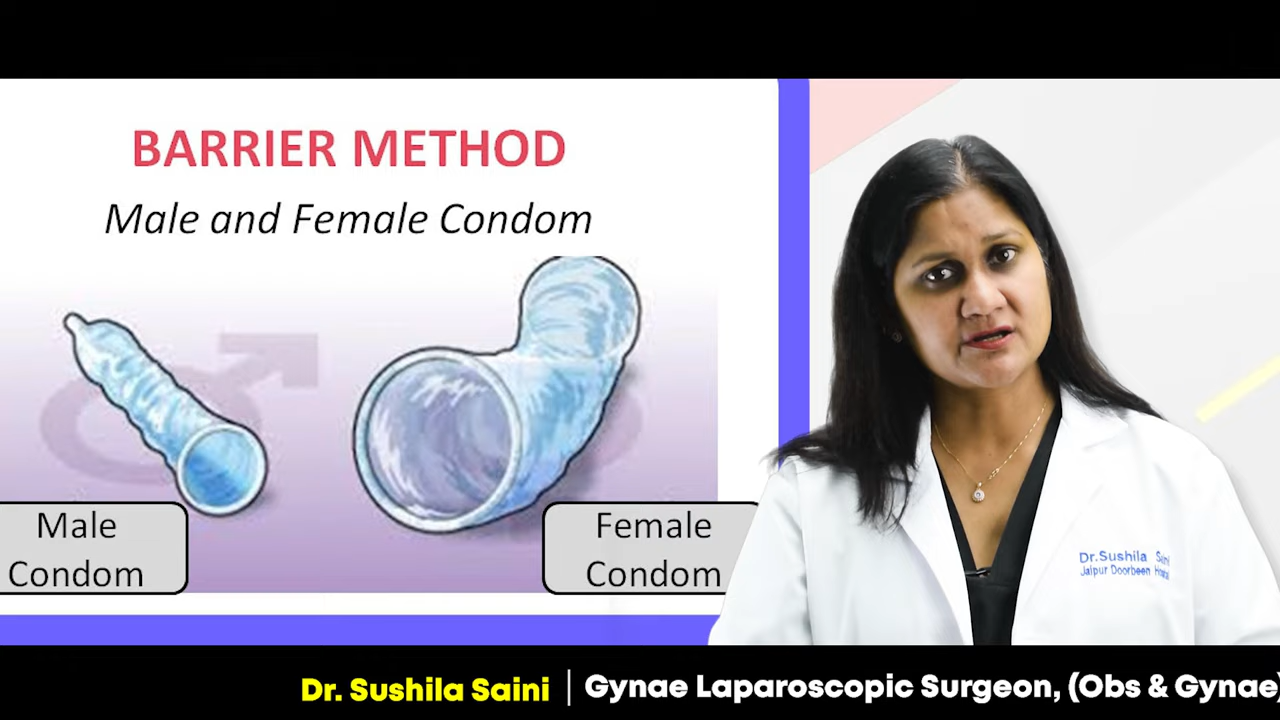 BARRIER METHOD
Male and Female Condom
Male
Condom
Female
Condom
Dr.Sushila Saini
Jaipur Doorbeen
Dr. Sushila Saini | Gynae Laparoscopic Surgeon, (Obs & Gynae)